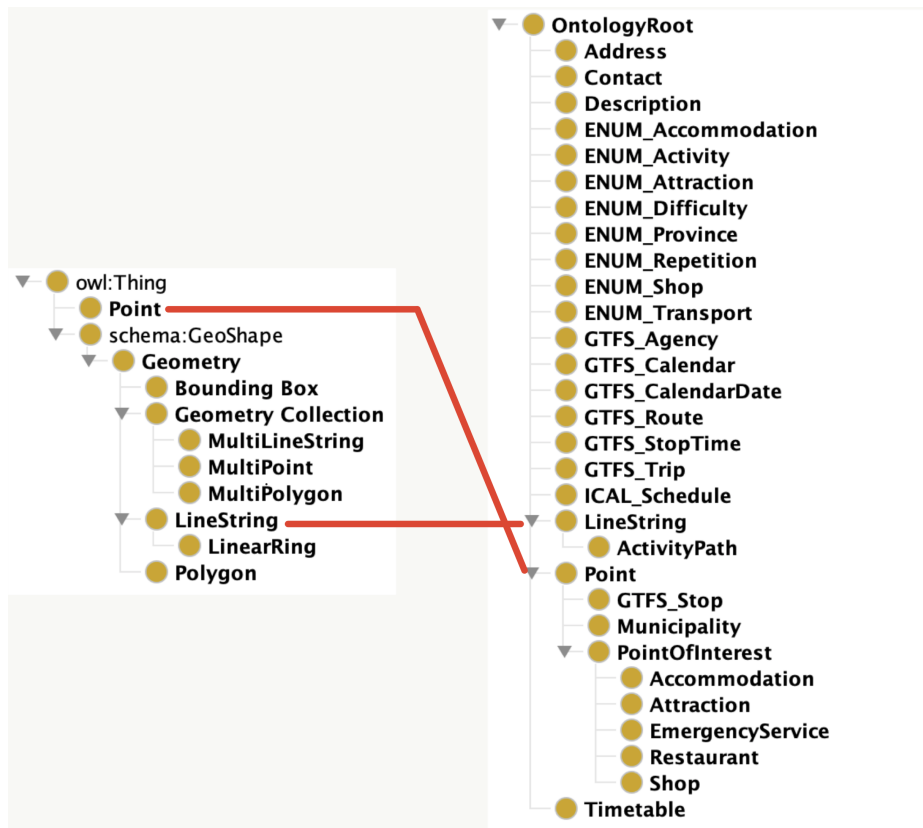 owl:Thing
Point
schema:GeoShape
Geometry
Bounding Box
Geometry Collection
MultiLineString
MultiPoint
MultiPolygon
LineString
LinearRing
Polygon
OntologyRoot
Address
Contact
Description
ENUM_Accommodation
ENUM_Activity
ENUM_Attraction
ENUM_Difficulty
ENUM_Province
ENUM_Repetition
ENUM_Shop
ENUM_Transport
GTFS_Agency
GTFS_Calendar
GTFS_CalendarDate
GTFS_Route
GTFS_StopTime
GTFS_Trip
ICAL_Schedule
LineString
ActivityPath
Point
GTFS_Stop
Municipality
PointOfInterest
Accommodation
Attraction
EmergencyService
Restaurant
Shop
Timetable